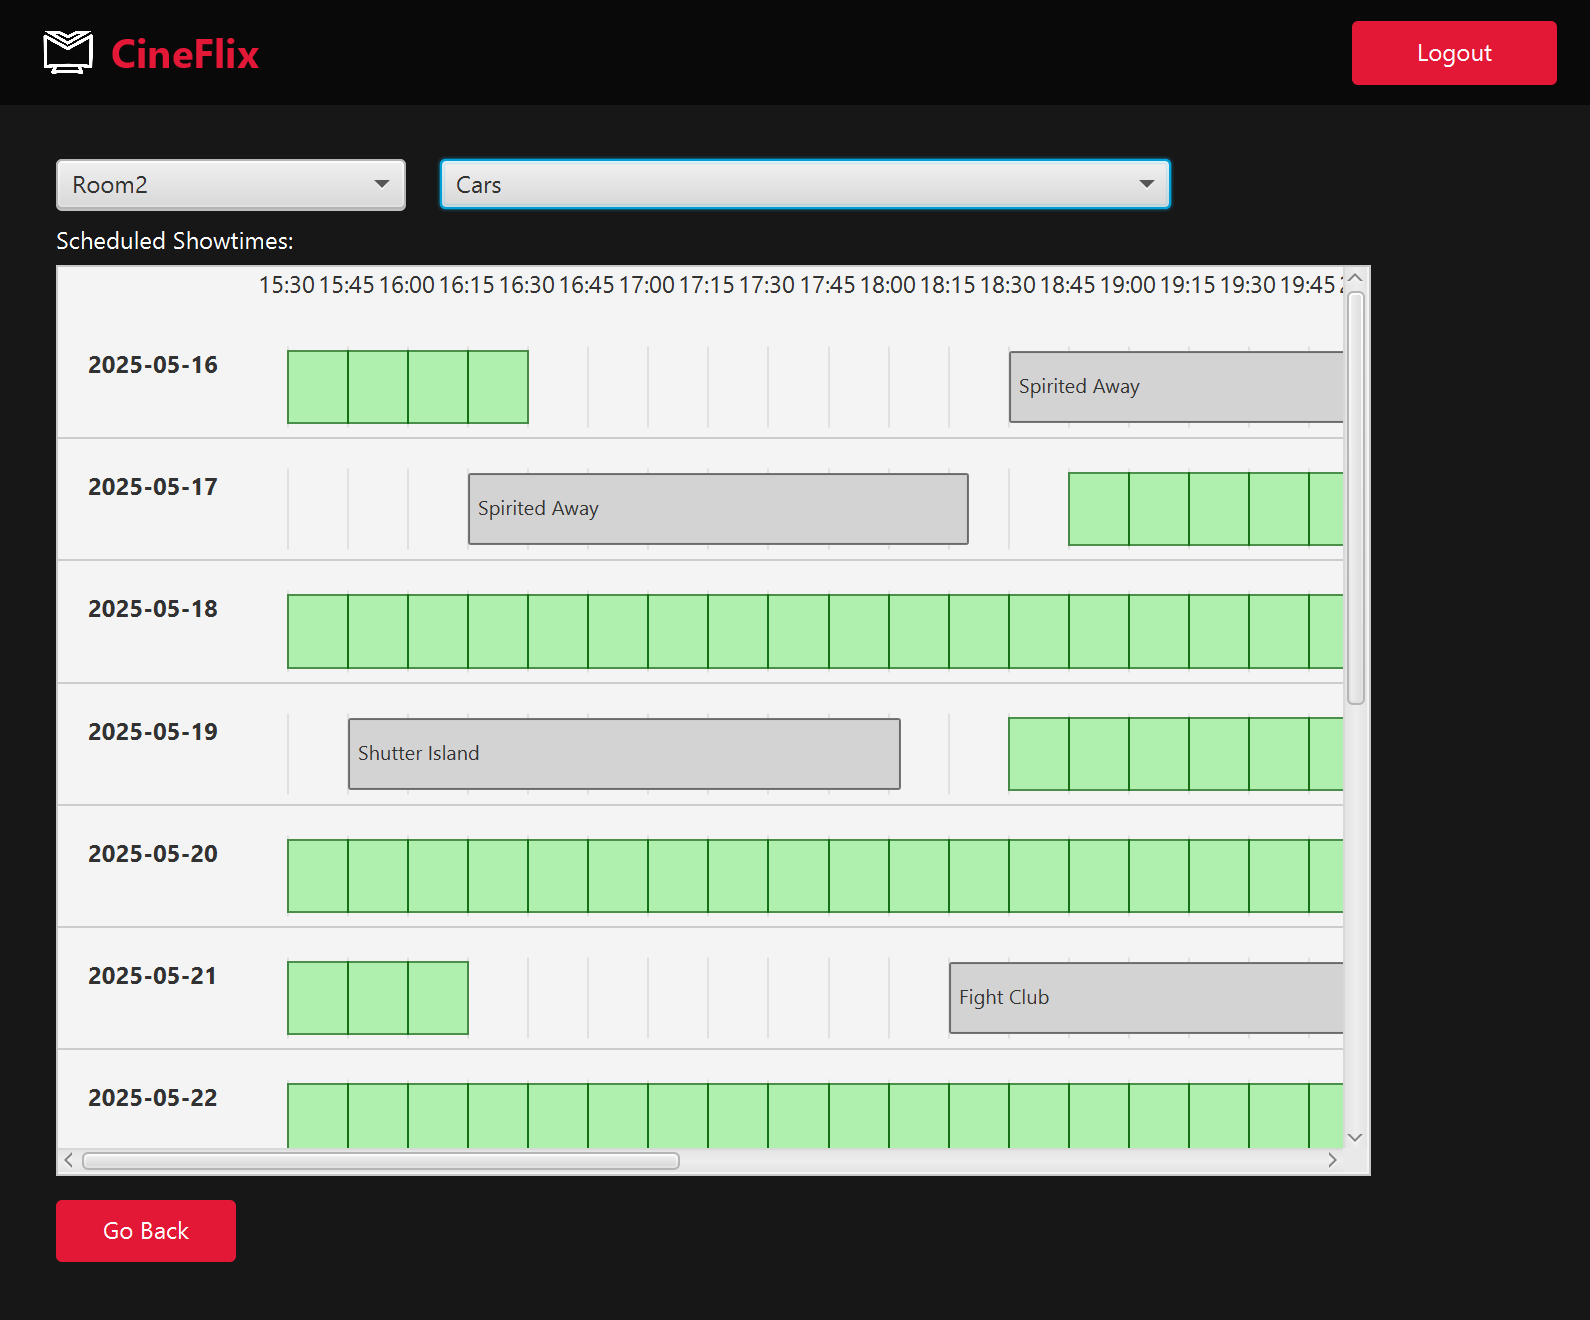 CineFlix
Logout
Room2
Cars
Scheduled Showtimes:
15:30 15:45 16:00 16:15 16:30 16:45 17:00 17:15 17:30 17:45 18:00 18:15 18:30 18:45 19:00 19:15 19:30 19:45
2025-05-16
Spirited Away
2025-05-17
Spirited Away
2025-05-18
2025-05-19
Shutter Island
2025-05-20
2025-05-21
Fight Club
2025-05-22
Go Back